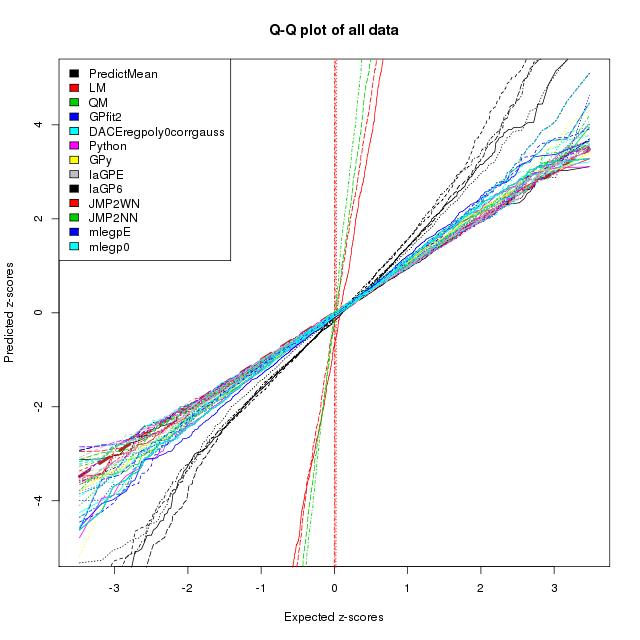 Q-Q plot of all data
PredictMean
LM
QM
GPfit2
DACEregpoly0corrgauss
Python
GPy
laGPE
laGP6
JMP2WN
JMP2NN
mlegpE
mlegp0
4
2
0
-2
-4
Predicted z-scores
-3 -2 -1 0 1 2 3
Expected z-scores